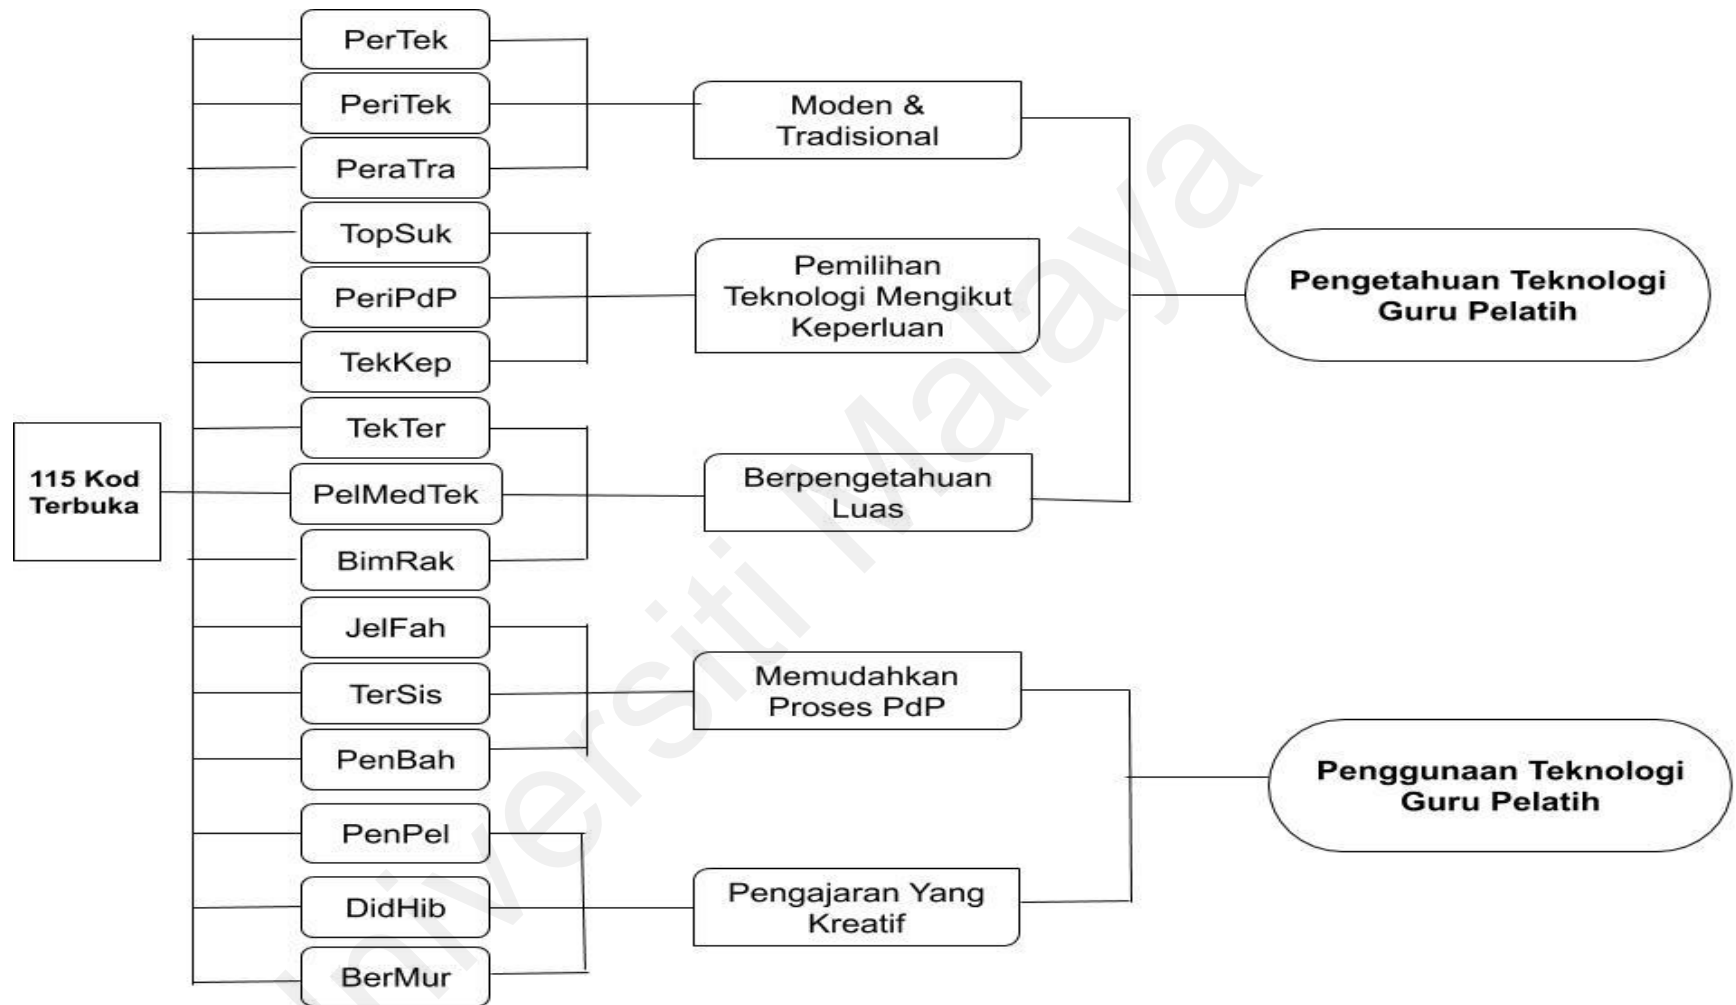 115 Kod
Terbuka
PerTek
PeriTek
PeraTra
TopSuk
PeriPdP
TekKep
TekTer
PelMedTek
BimRak
JelFah
TerSis
PenBah
PenPel
DidHib
BerMur
Moden &
Tradisional
Pemilihan
Teknologi Mengikut
Keperluan
Berpengetahuan
Luas
Memudahkan
Proses PdP
Pengajaran Yang
Kreatif
Pengetahuan Teknologi
Guru Pelatih
Penggunaan Teknologi
Guru Pelatih
Universiti Malaya